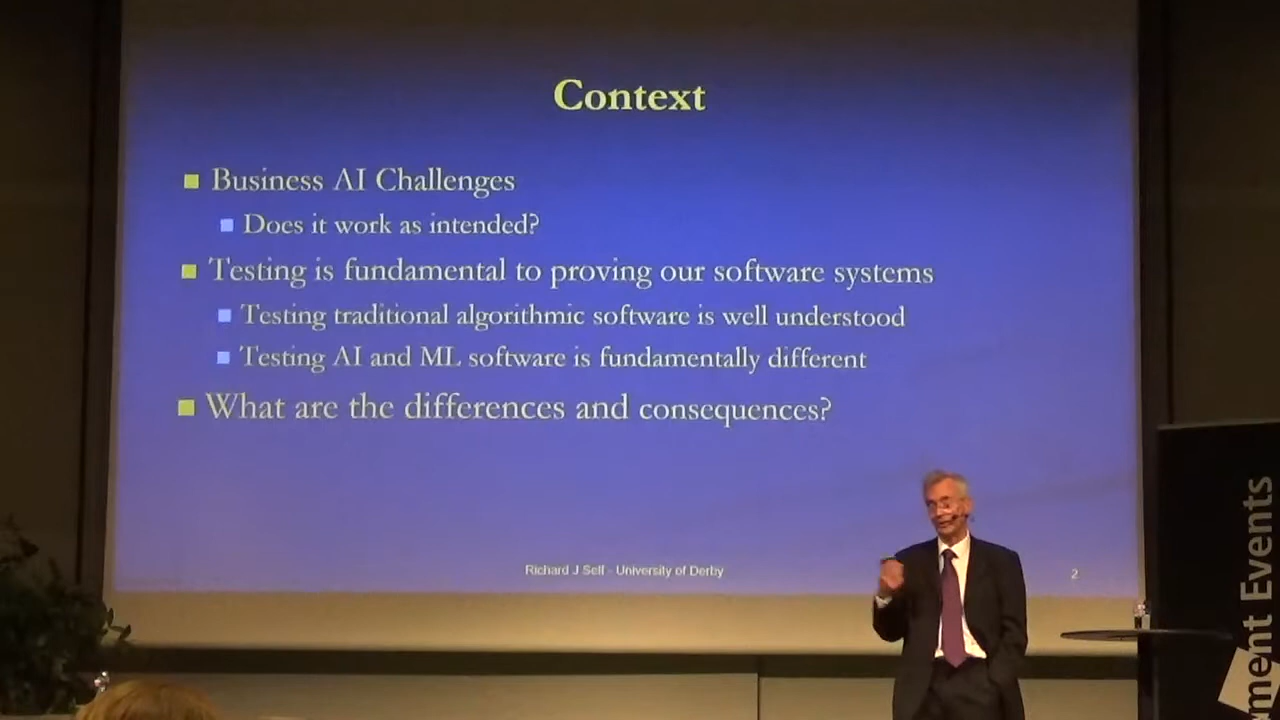 Context
Business AI Challenges
Does it work as intended?
Testing is fundamental to proving our software systems
Testing traditional algorithmic software is well understood
Testing AI and ML software is fundamentally different
What are the differences and consequences?
Richard J Self - University of Derby
2
ment Events